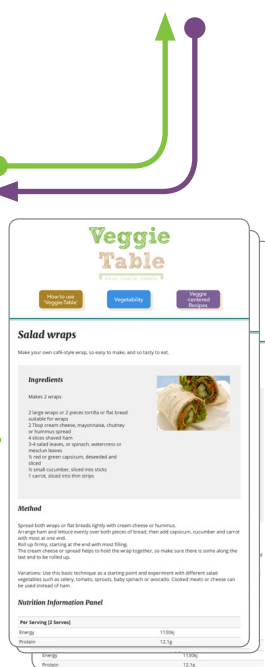 Veggie
Table
How to use
'Veggie-Table'
Vegetability
Veggie
-centered
Recipes
Salad wraps
Make your own café-style wrap, so easy to make, and so tasty to eat.
Ingredients
Makes 2 wraps
2 large wraps or 2 pieces tortilla or flat bread
suitable for wraps
2 Tbsp cream cheese, mayonnaise, chutney
or hummus spread
4 slices shaved ham
3-4 salad leaves, or spinach, watercress or
mesclun leaves
½ red or green capsicum, deseeded and
sliced
½ small cucumber, sliced into sticks
1 carrot, sliced into thin strips
Method
Spread both wraps or flat breads lightly with cream cheese or hummus.
Arrange ham and lettuce evenly over both pieces of bread, then add capsicum, cucumber and carrot
with most at one end.
Roll up firmly, starting at the end with most filling.
The cream cheese or spread helps to hold the wrap together, so make sure there is some along the
last end to be rolled up.
Variations: Use this basic technique as a starting point and experiment with different salad
vegetables such as celery, tomato, sprouts, baby spinach or avocado. Cooked meats or cheese can
be used instead of ham.
Nutrition Information Panel
Per Serving (2 Serves)
Energy 1130kj
Protein 12.1g
Energy 1130kj
Protein 12.1g